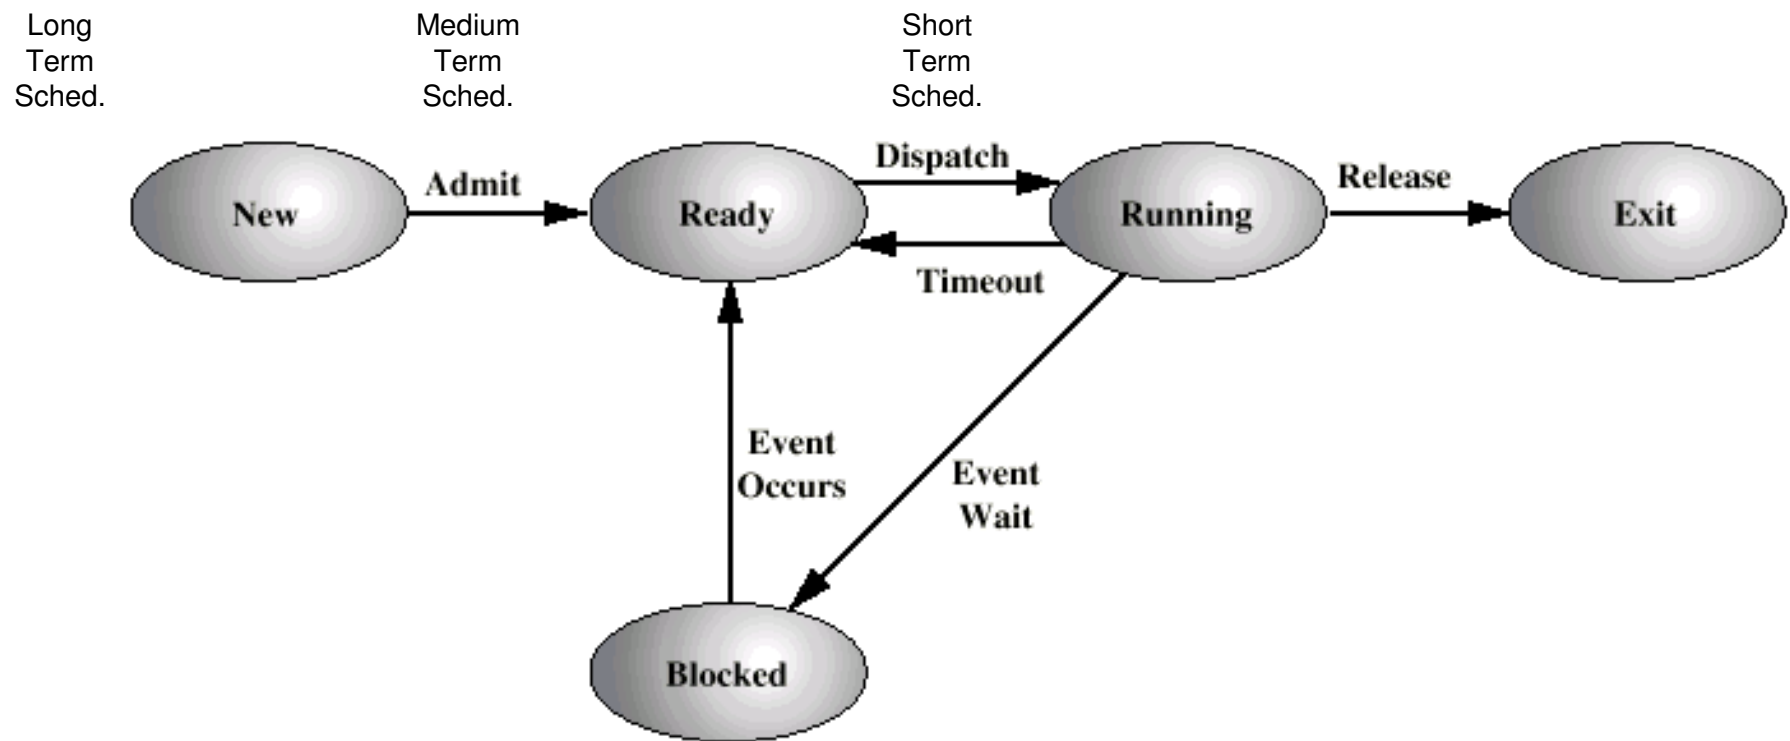 Long
Term
Sched.
Medium
Term
Sched.
Short
Term
Sched.
New
Admit
Ready
Dispatch
Timeout
Running
Release
Exit
Event
Occurs
Event
Wait
Blocked